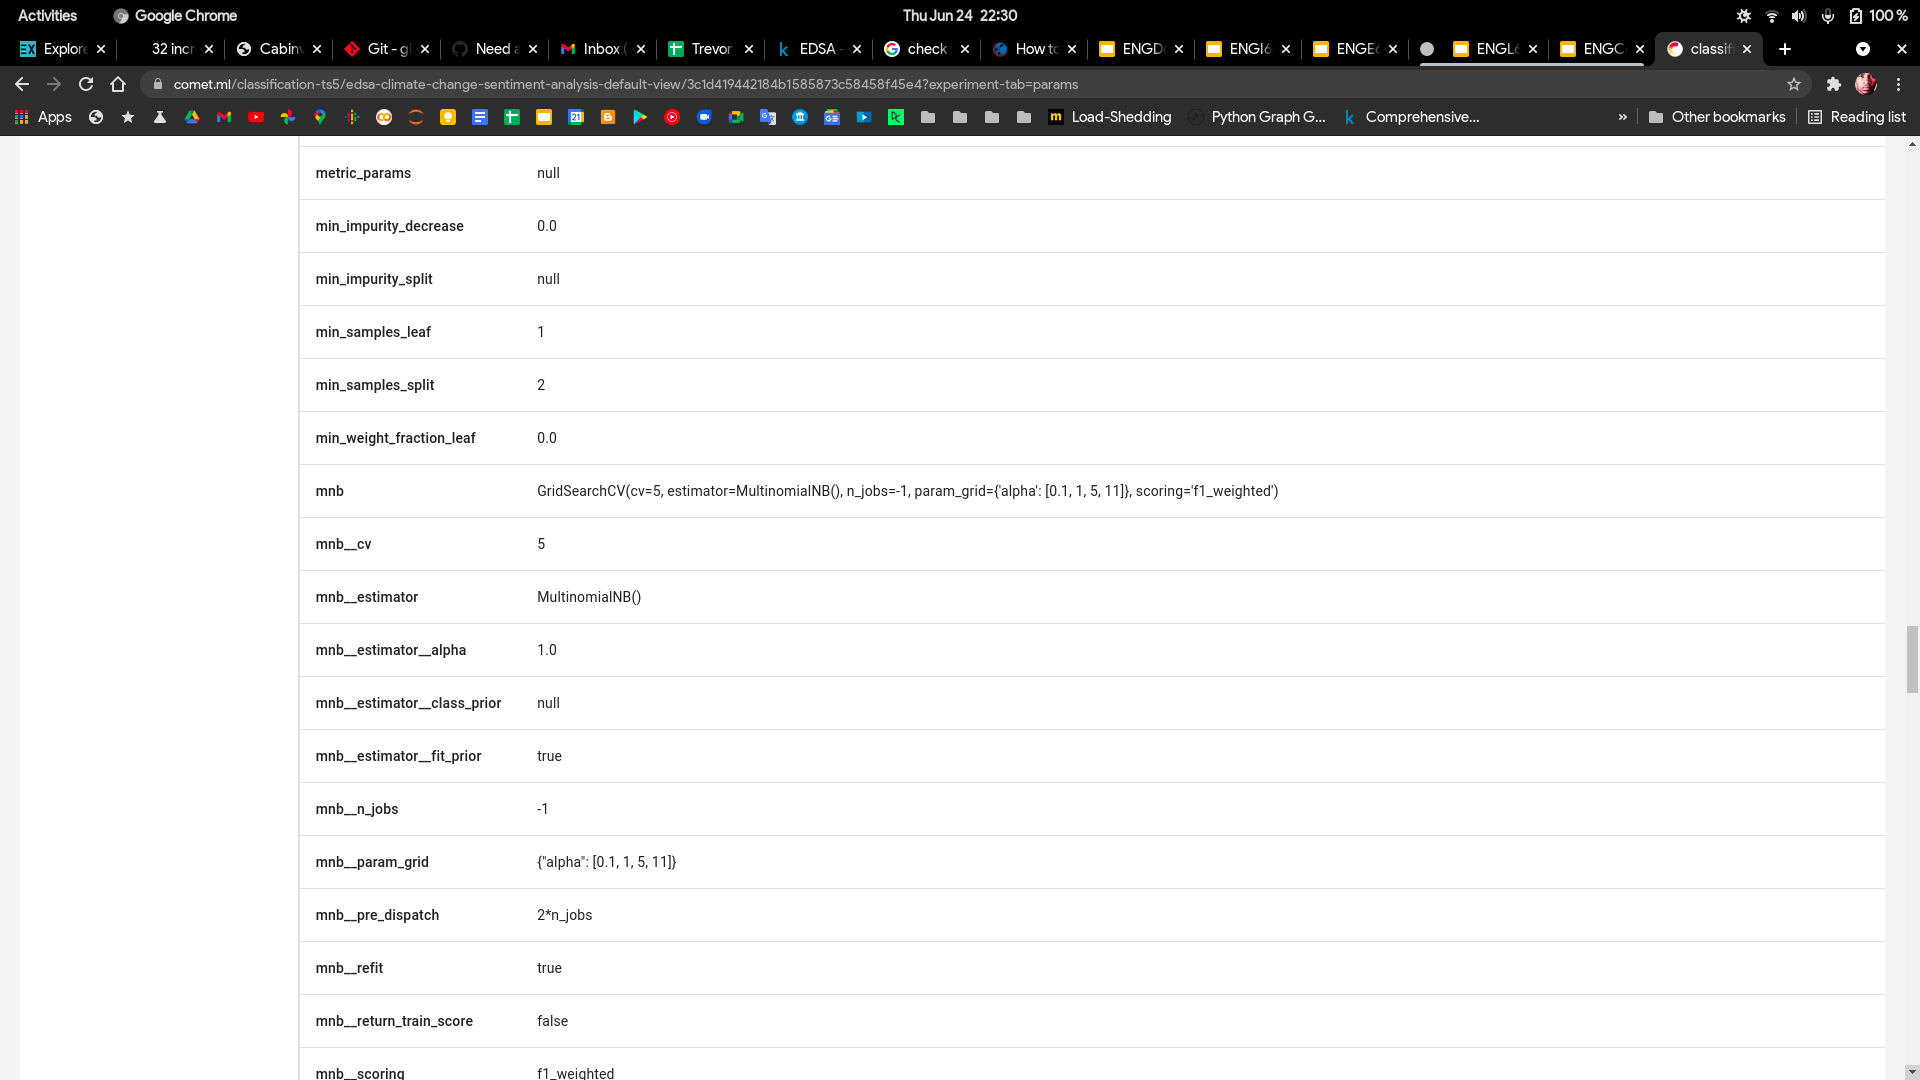 Activities Google Chrome Thu Jun 24 22:30 100 %
Explore 32 incr Cabinv Git - gi Need a Inbox ( Trevor EDSA - check How to ENGD ENGI6 ENGE6 ENGL6 ENGC classif
comet.ml/classification-ts5/edsa-climate-change-sentiment-analysis-default-view/3c1d419442184b1585873c58458f45e4?experiment-tab=params
Apps Load-Shedding Python Graph G... Comprehensive... » Other bookmarks Reading list
metric_params null
min_impurity_decrease 0.0
min_impurity_split null
min_samples_leaf 1
min_samples_split 2
min_weight_fraction_leaf 0.0
mnb GridSearchCV(cv=5, estimator=MultinomialNB(), n_jobs=-1, param_grid={'alpha': [0.1, 1, 5, 11]}, scoring='f1_weighted')
mnb__cv 5
mnb__estimator MultinomialNB()
mnb__estimator__alpha 1.0
mnb__estimator__class_prior null
mnb__estimator__fit_prior true
mnb__n_jobs -1
mnb__param_grid {"alpha": [0.1, 1, 5, 11]}
mnb__pre_dispatch 2*n_jobs
mnb__refit true
mnb__return_train_score false
mnb__scoring f1_weighted